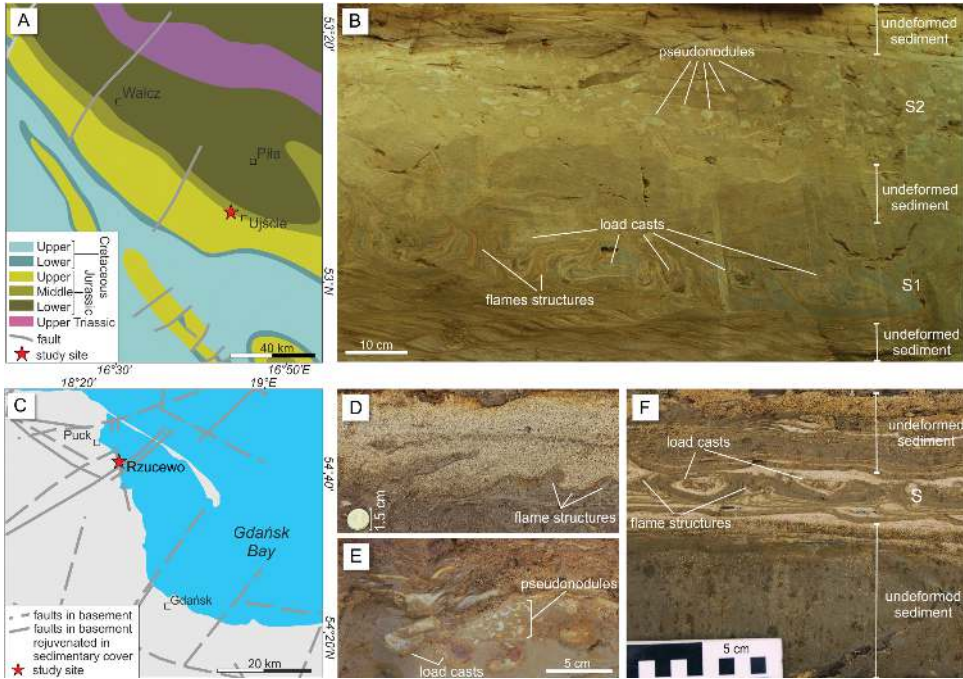 A
53°20'
Wałcz
Piła
Ujście
Upper
Lower
Cretaceous
Upper
Middle
Lower
Jurassic
Upper Triassic
fault
study site
53°N
40 km
16°30'
16°50'E
B
undeformed
sediment
pseudonodules
S2
undeformed
sediment
load casts
flames structures
S1
undeformed
sediment
10 cm
18°20'
19°E
C
Puck
Rzucewo
54°40'
Gdańsk
Bay
Gdańsk
faults in basement
faults in basement
rejuvenated in
sedimentary cover
study site
20 km
54°20'N
D
1.5 cm
flame structures
E
pseudonodules
load casts
5 cm
F
undeformed
sediment
load casts
S
flame structures
undeformed
sediment
5 cm